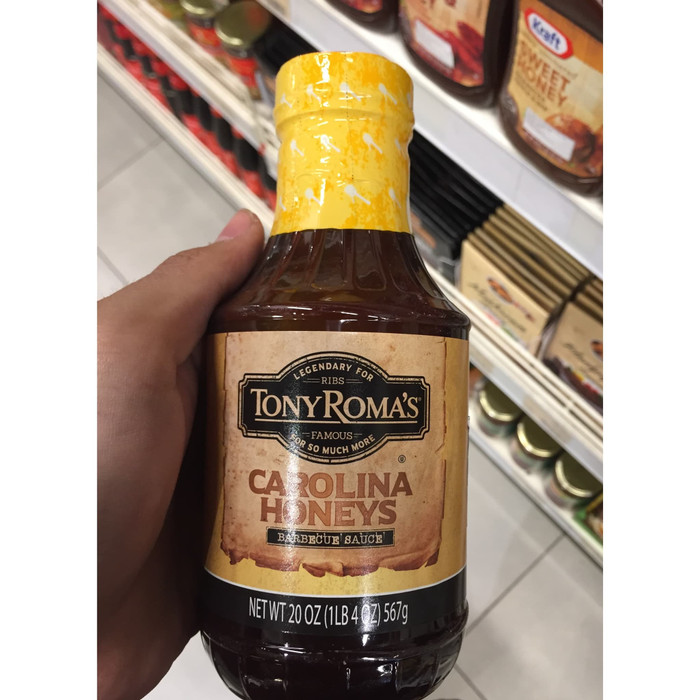 Kraft
SWEET
HONEY
LEGENDARY FOR
RIBS
TONY ROMA'S®
FAMOUS
FOR SO MUCH MORE
CAROLINA
HONEYS®
BARBECUE SAUCE
NET WT 20 OZ (1LB 4 OZ) 567g